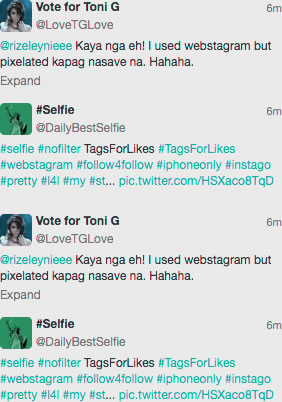 Vote for Toni G 6m
@LoveTGLove
@rizeleynieee Kaya nga eh! I used webstagram but
pixelated kapag nasave na. Hahaha.
Expand
#Selfie 6m
@DailyBestSelfie
#selfie #nofilter TagsForLikes #TagsForLikes
#webstagram #follow4follow #iphoneonly #instago
#pretty #l4l #my #st... pic.twitter.com/HSXaco8TqD
Vote for Toni G 6m
@LoveTGLove
@rizeleynieee Kaya nga eh! I used webstagram but
pixelated kapag nasave na. Hahaha.
Expand
#Selfie 6m
@DailyBestSelfie
#selfie #nofilter TagsForLikes #TagsForLikes
#webstagram #follow4follow #iphoneonly #instago
#pretty #l4l #my #st... pic.twitter.com/HSXaco8TqD